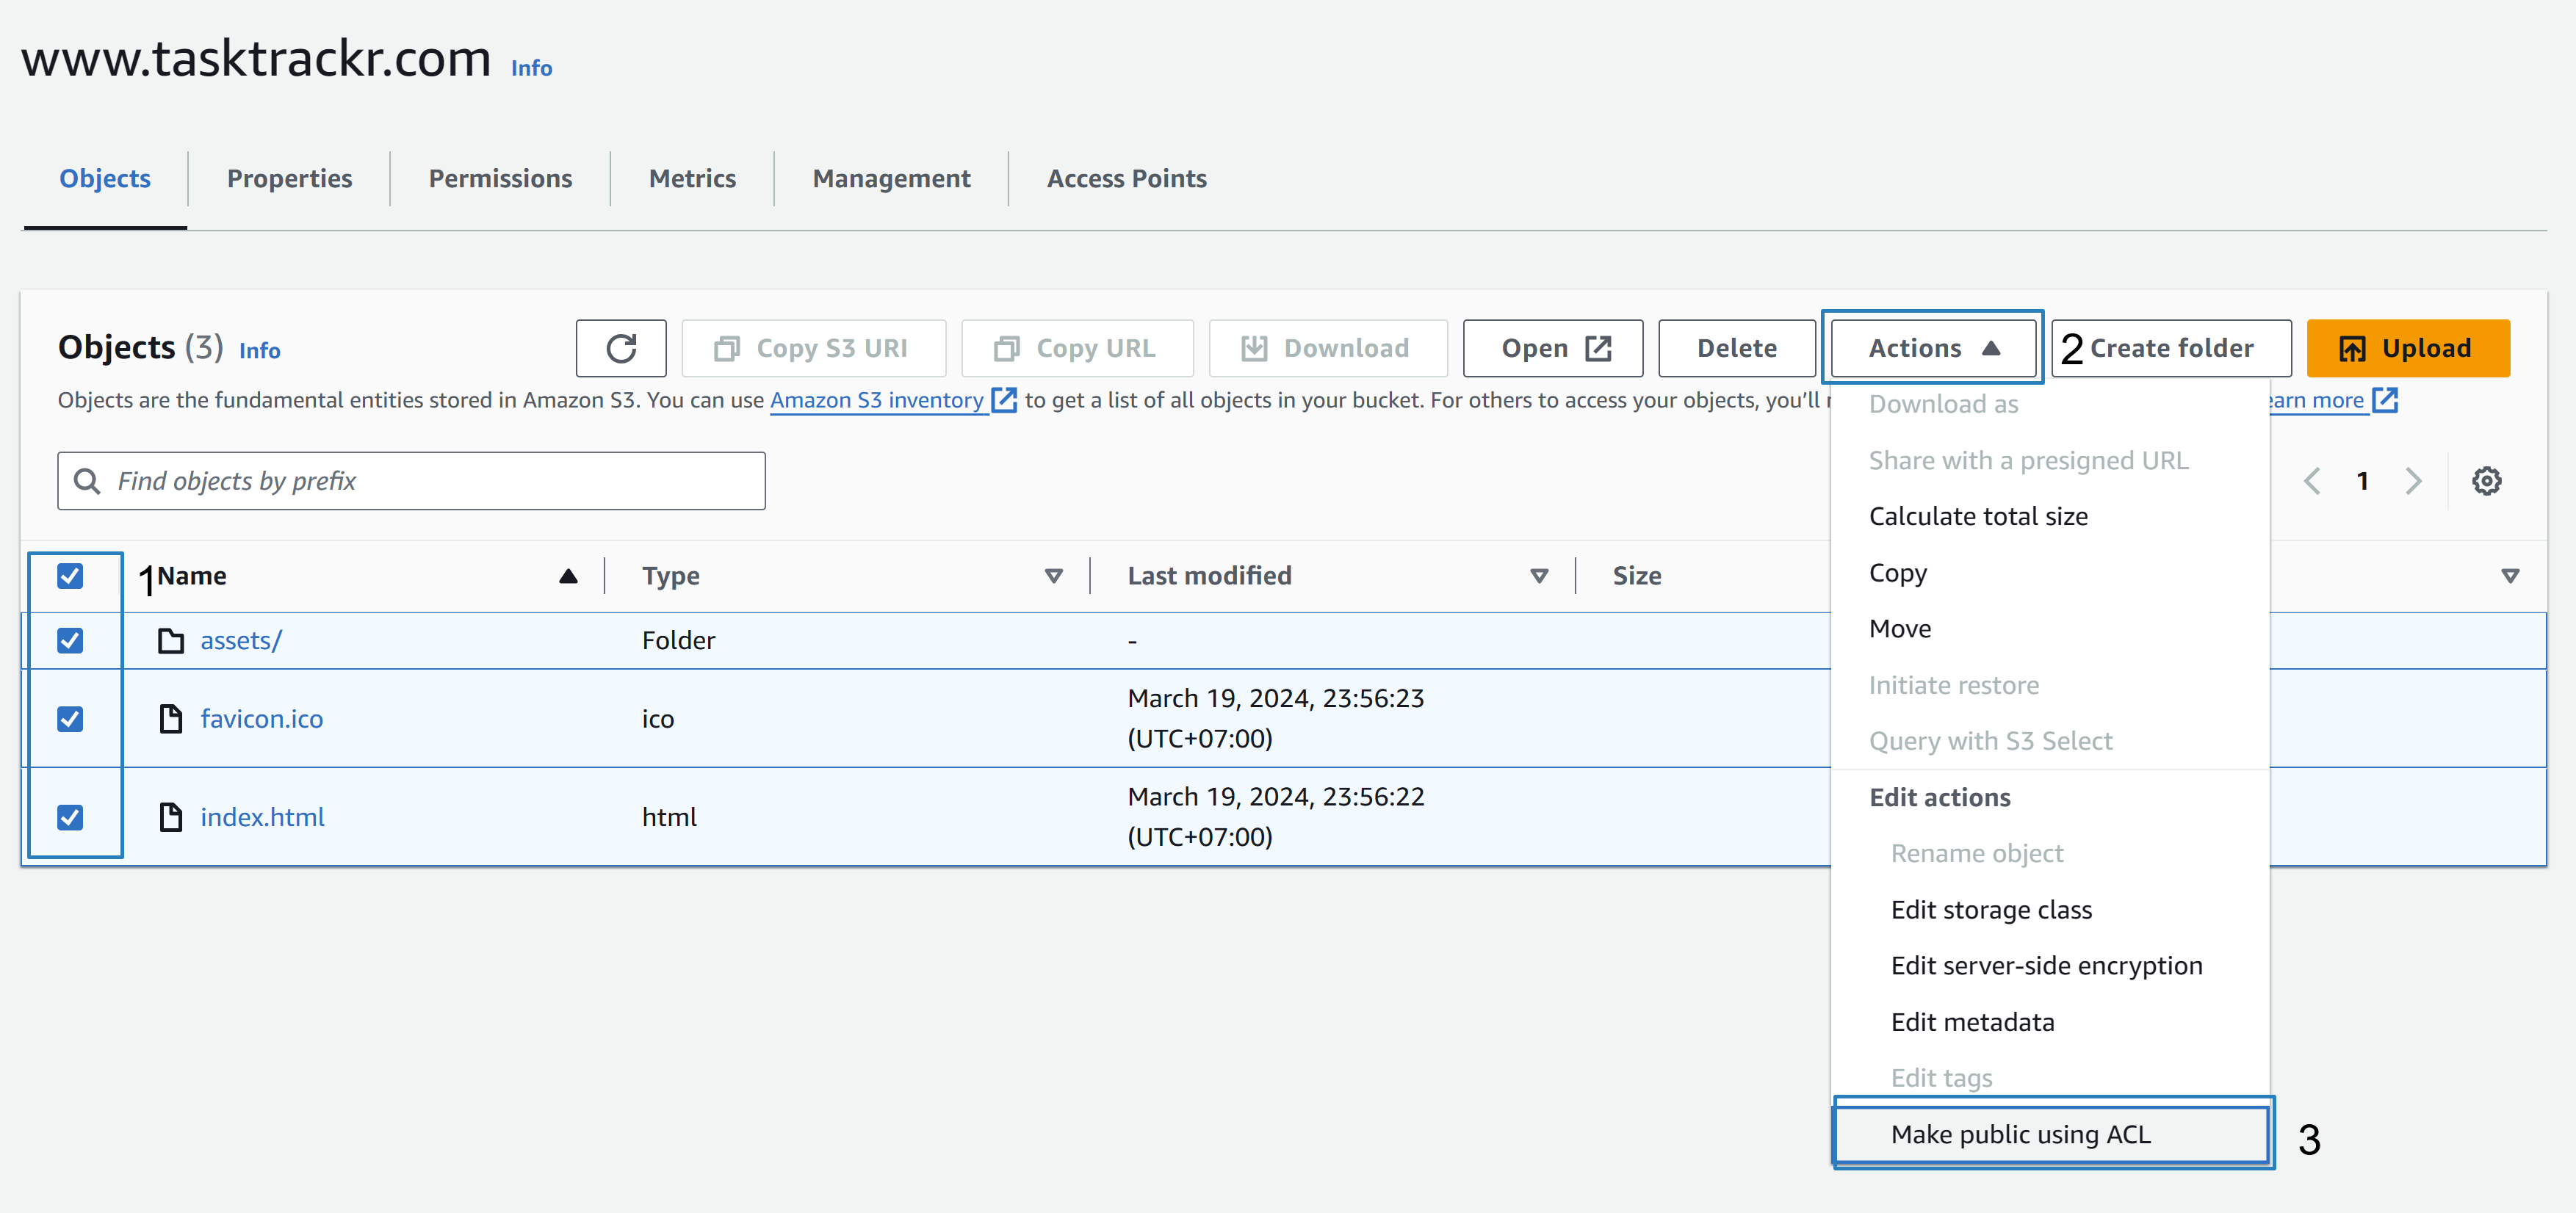 www.tasktrackr.com Info
Objects Properties Permissions Metrics Management Access Points
Objects (3) Info Copy S3 URI Copy URL Download Open Delete Actions 2 Create folder Upload
Objects are the fundamental entities stored in Amazon S3. You can use Amazon S3 inventory to get a list of all objects in your bucket. For others to access your objects, you'll earn more
Download as
Share with a presigned URL
Find objects by prefix 1
Calculate total size
1 Name Type Last modified Size
Copy
assets/ Folder -
Move
Initiate restore
favicon.ico ico March 19, 2024, 23:56:23
(UTC+07:00)
Query with S3 Select
Edit actions
index.html html March 19, 2024, 23:56:22
(UTC+07:00)
Rename object
Edit storage class
Edit server-side encryption
Edit metadata
Edit tags
Make public using ACL 3